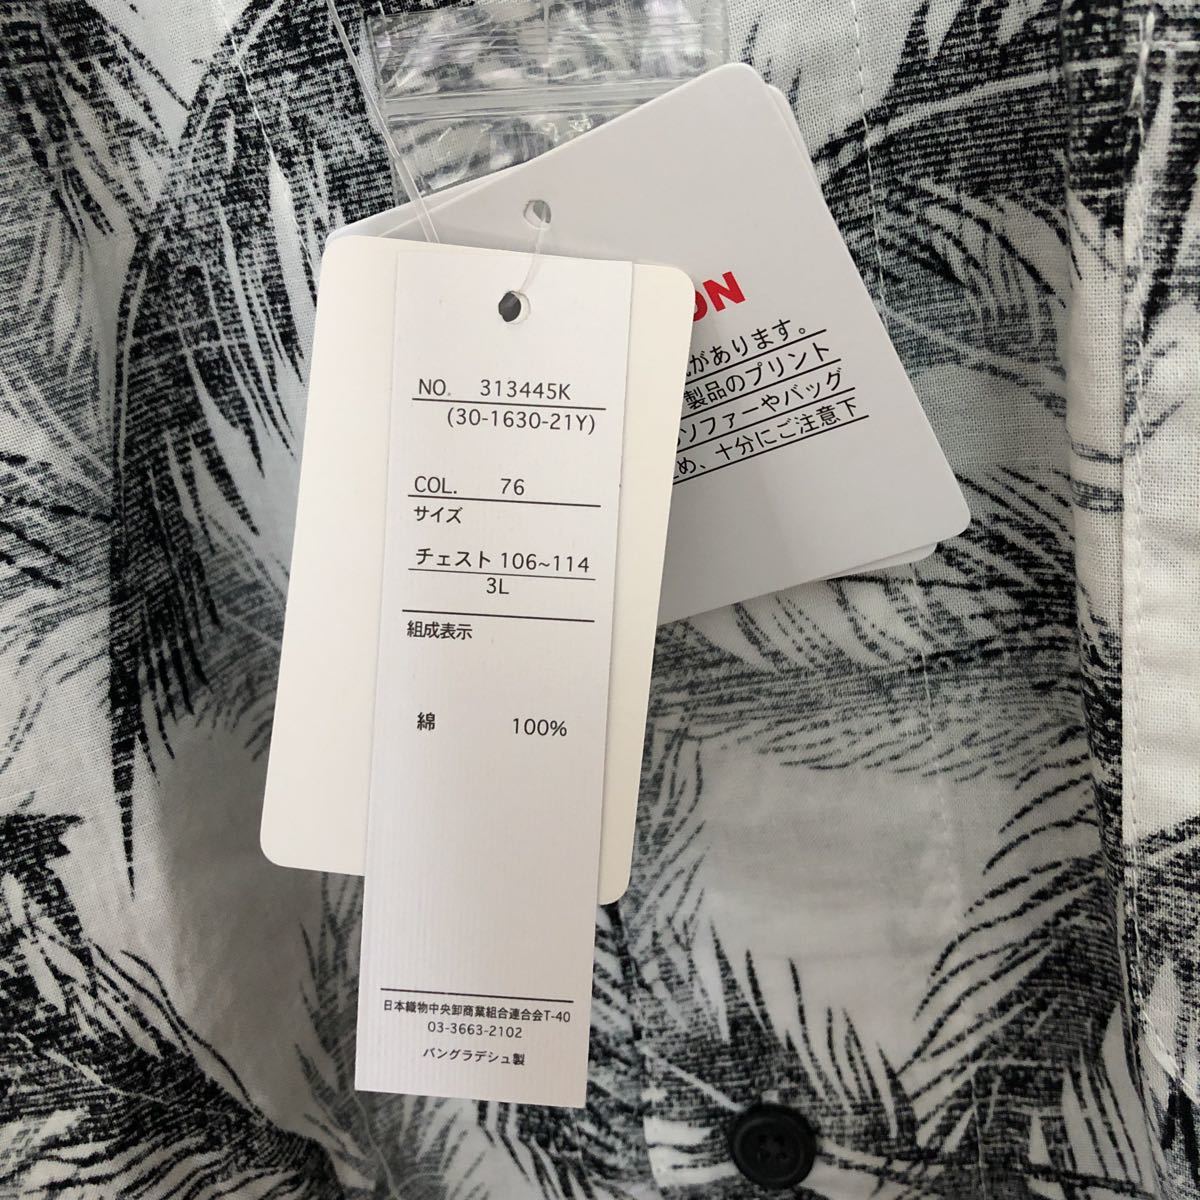 NO. 313445K
(30-1630-21Y)
COL. 76
サイズ
チェスト 106~114
3L
組成表示
綿 100%
日本織物中央卸商業組合連合会T-40
03-3663-2102
バングラデシュ製
ON
があります。
製品のプリント
ソファーやバッグ
め、十分にご注意下